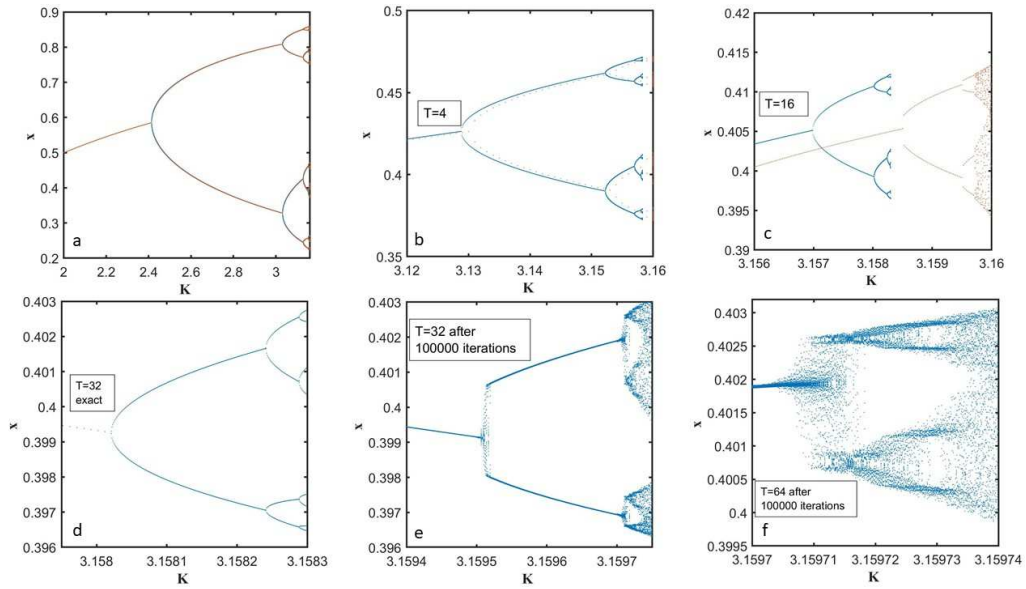 0.9
0.8
0.7
0.6
0.5
0.4
0.3
0.2
x
a
2
2.2
2.4
2.6
2.8
3
K
0.5
0.45
0.4
0.35
x
T=4
b
3.12
3.13
3.14
3.15
3.16
K
0.42
0.415
0.41
0.405
0.4
0.395
0.39
x
T=16
c
3.156
3.157
3.158
3.159
3.16
K
0.403
0.402
0.401
0.4
0.399
0.398
0.397
0.396
x
T=32
exact
d
3.158
3.1581
3.1582
3.1583
K
0.403
0.402
0.401
0.4
0.399
0.398
0.397
0.396
x
T=32 after
100000 iterations
e
3.1594
3.1595
3.1596
3.1597
K
0.403
0.4025
0.402
0.4015
0.401
0.4005
0.4
0.3995
x
T=64 after
100000 iterations
f
3.1597
3.15971
3.15972
3.15973
3.15974
K